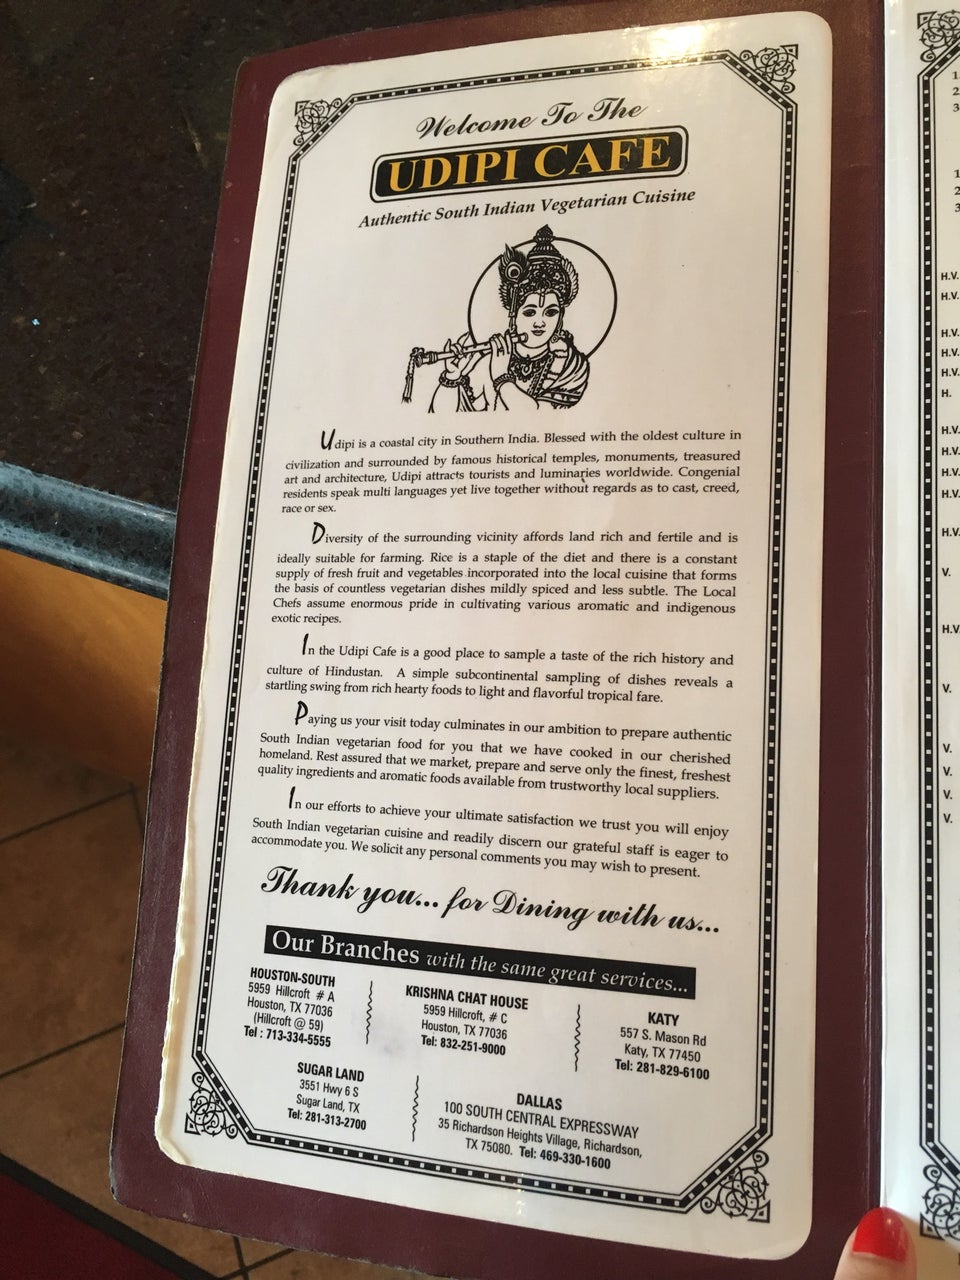 Welcome To The
UDIPI CAFE
Authentic South Indian Vegetarian Cuisine
Udipi is a coastal city in Southern India. Blessed with the oldest culture in
civilization and surrounded by famous historical temples, monuments, treasured
art and architecture, Udipi attracts tourists and luminaries worldwide. Congenial
residents speak multi languages yet live together without regards as to cast, creed,
race or sex.
Diversity of the surrounding vicinity affords land rich and fertile and is
ideally suitable for farming. Rice is a staple of the diet and there is a constant
supply of fresh fruit and vegetables incorporated into the local cuisine that forms
the basis of countless vegetarian dishes mildly spiced and less subtle. The Local
Chefs assume enormous pride in cultivating various aromatic and indigenous
exotic recipes.
In the Udipi Cafe is a good place to sample a taste of the rich history and
culture of Hindustan. A simple subcontinental sampling of dishes reveals a
startling swing from rich hearty foods to light and flavorful tropical fare.
Paying us your visit today culminates in our ambition to prepare authentic
South Indian vegetarian food for you that we have cooked in our cherished
homeland. Rest assured that we market, prepare and serve only the finest, freshest
quality ingredients and aromatic foods available from trustworthy local suppliers.
In our efforts to achieve your ultimate satisfaction we trust you will enjoy
South Indian vegetarian cuisine and readily discern our grateful staff is eager to
accommodate you. We solicit any personal comments you may wish to present.
Thank you... for Dining with us...
Our Branches with the same great services...
HOUSTON-SOUTH
5959 Hillcroft # A
Houston, TX 77036
(Hillcroft @ 59)
Tel : 713-334-5555
KRISHNA CHAT HOUSE
5959 Hillcroft, # C
Houston, TX 77036
Tel: 832-251-9000
KATY
557 S. Mason Rd
Katy, TX 77450
Tel: 281-829-6100
SUGAR LAND
3551 Hwy 6 S
Sugar Land, TX
Tel: 281-313-2700
DALLAS
100 SOUTH CENTRAL EXPRESSWAY
35 Richardson Heights Village, Richardson,
TX 75080. Tel: 469-330-1600
1.
2.
3
1
2
3.
H.V.
H.V.
H.V.
H.V.
H.V.
H.
H.V.
H.V.
H.V.
H.V.
H.V.
V.
H.V.
V.
V.
V.
V.
V.